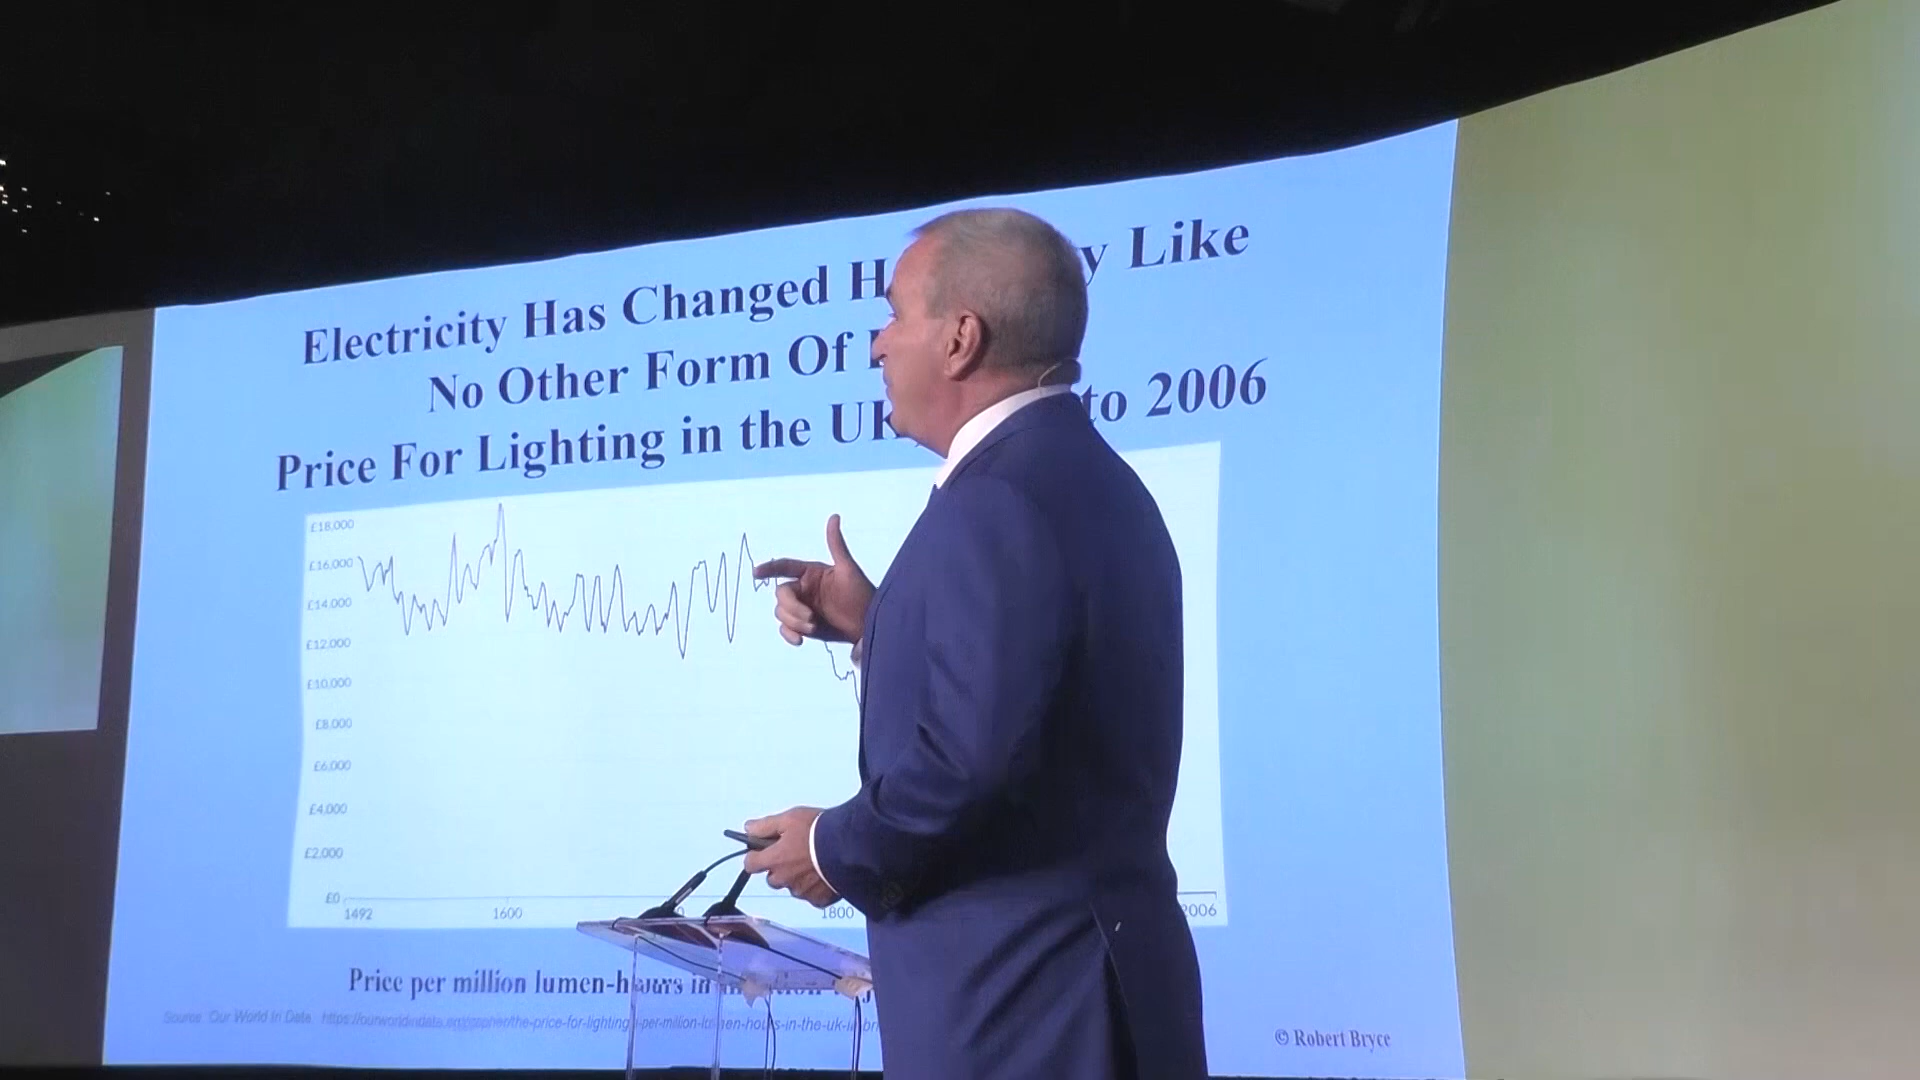 Electricity Has Changed H y Like
No Other Form Of
Price For Lighting in the UK to 2006
£18,000
£16,000
£14,000
£12,000
£10,000
£8,000
£6,000
£4,000
£2,000
£0
1492 1600 1800 2006
Price per million lumen-hours in
Source: Our World In Data. https://ourworldindata.org/grapher/the-price-for-lighting-per-million-lumen-hours-in-the-uk-in-br
© Robert Bryce